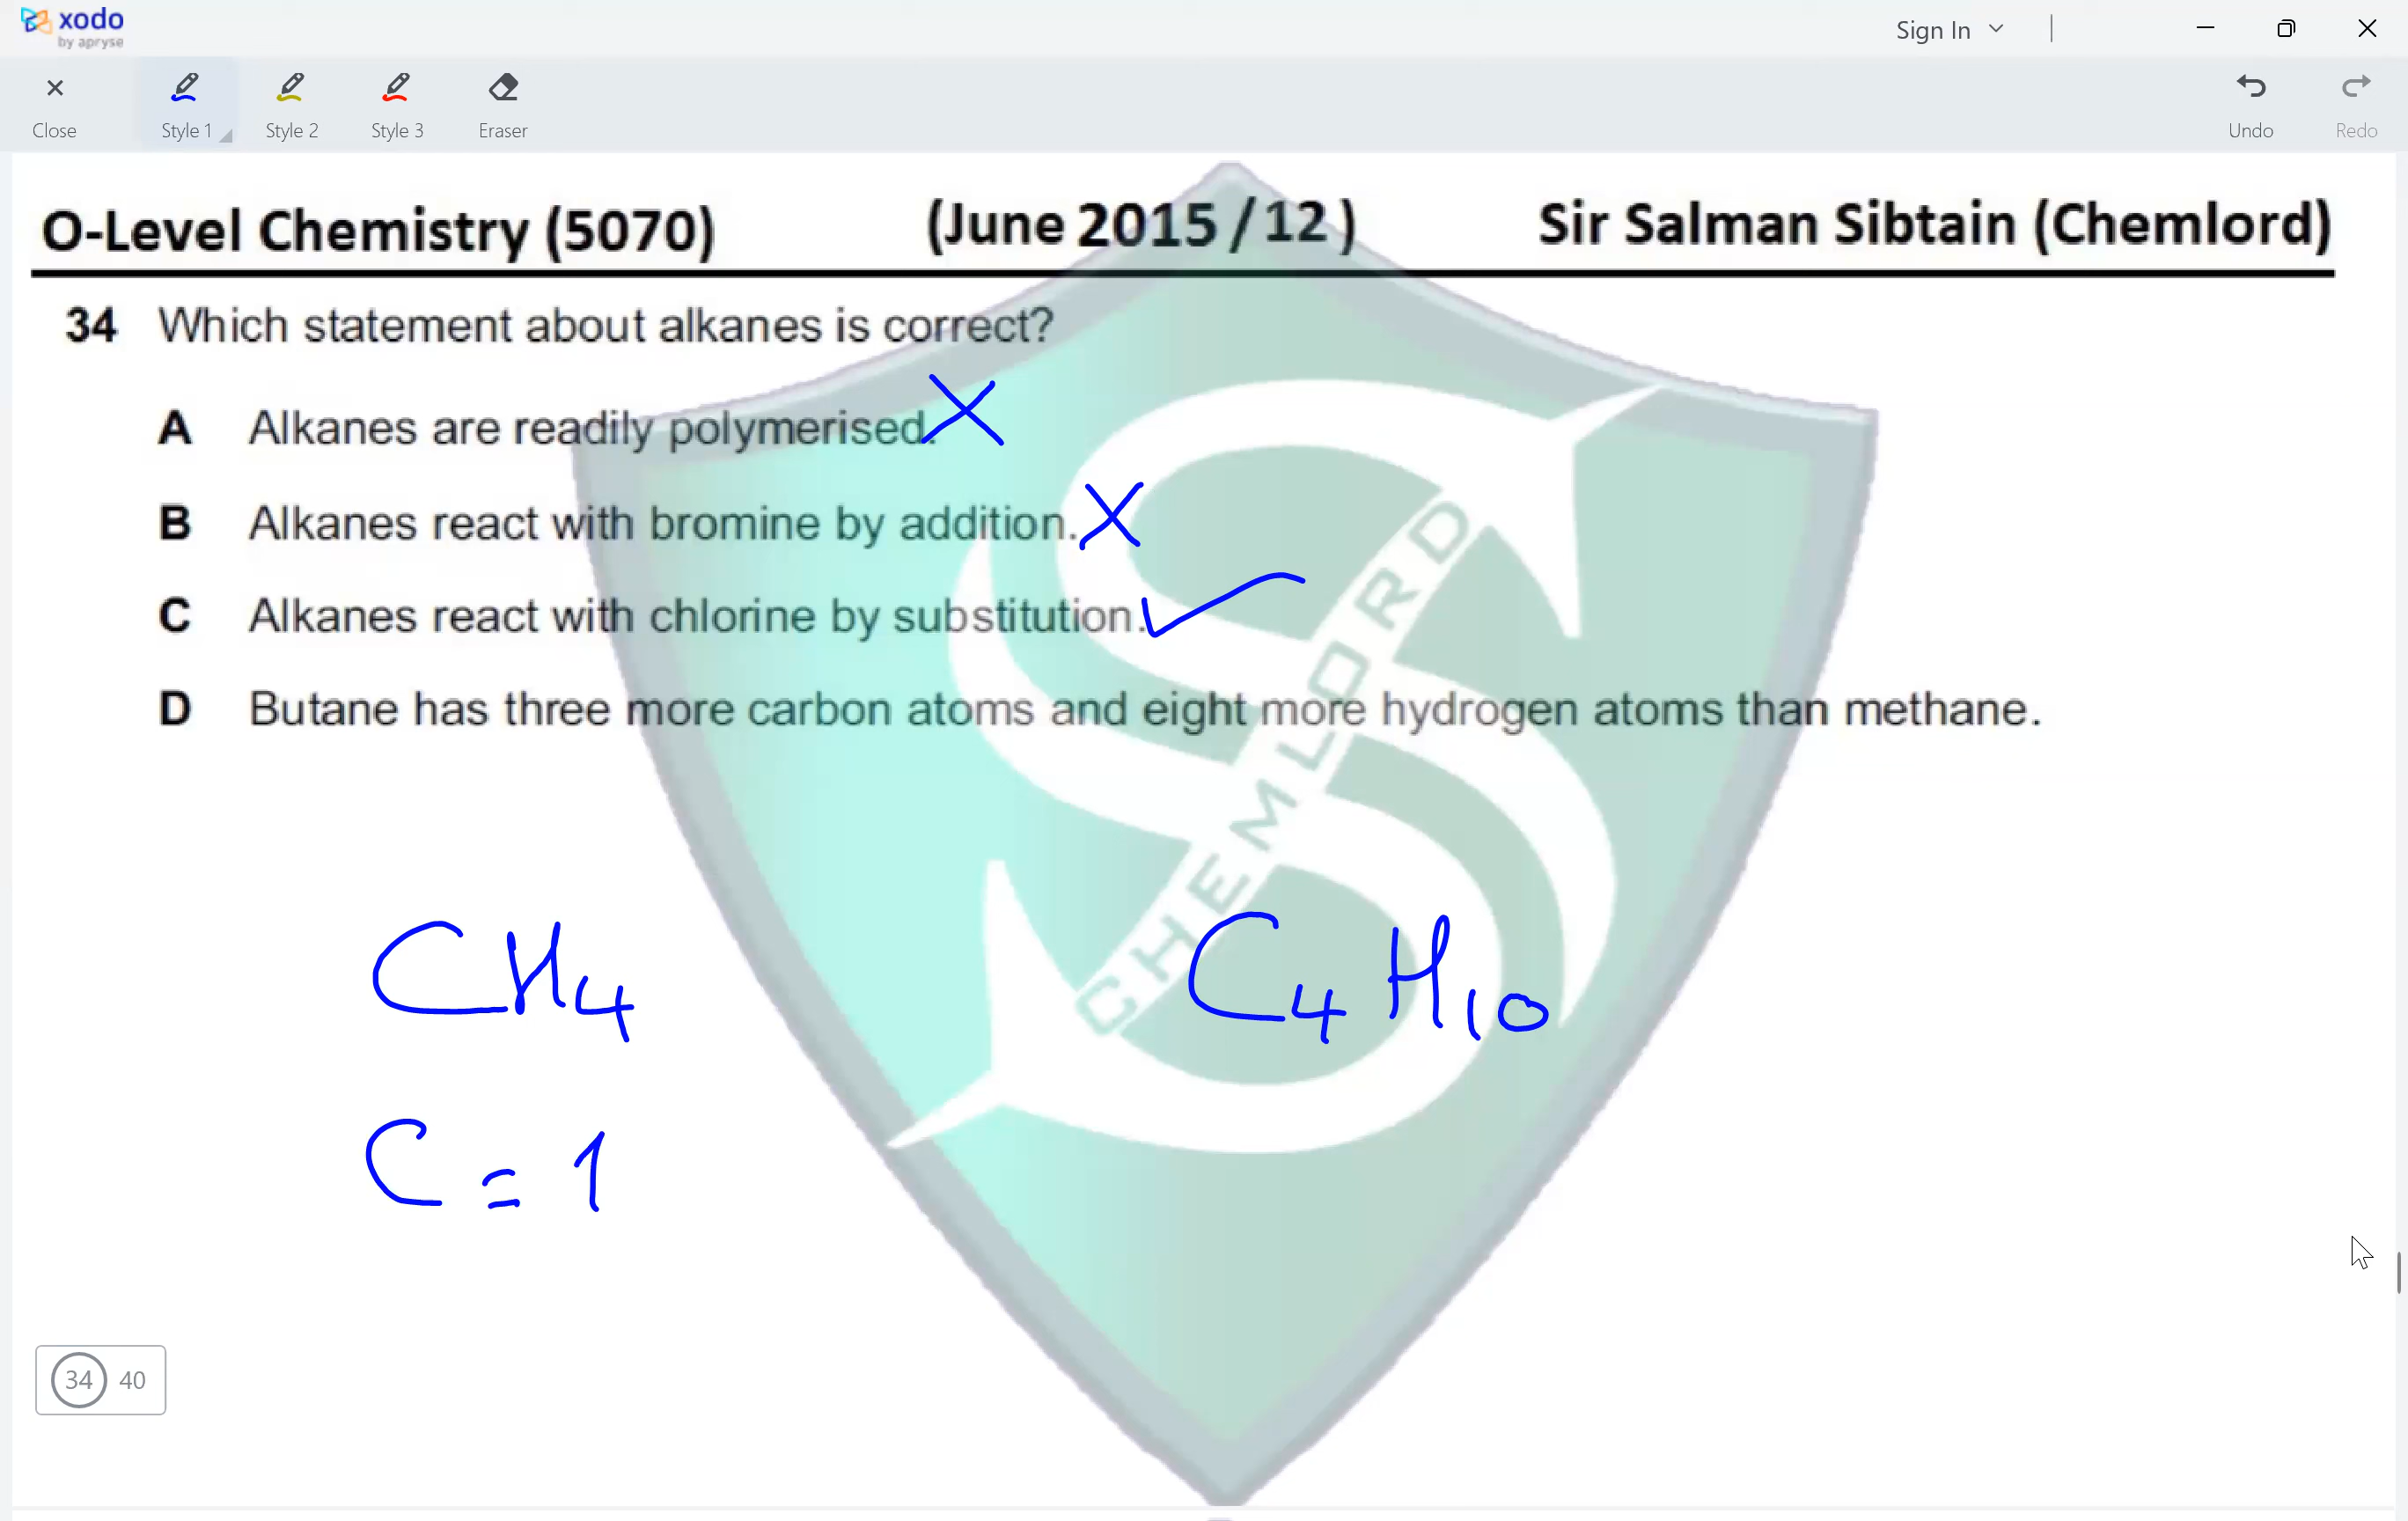 xodo
by apryse
Sign In
Close
Style 1
Style 2
Style 3
Eraser
Undo
Redo
O-Level Chemistry (5070) (June 2015 / 12 ) Sir Salman Sibtain (Chemlord)
34 Which statement about alkanes is correct?
A Alkanes are readily polymerised.
B Alkanes react with bromine by addition.
C Alkanes react with chlorine by substitution.
D Butane has three more carbon atoms and eight more hydrogen atoms than methane.
CHEMLORD
CH4 C4H10
C = 1
34 40